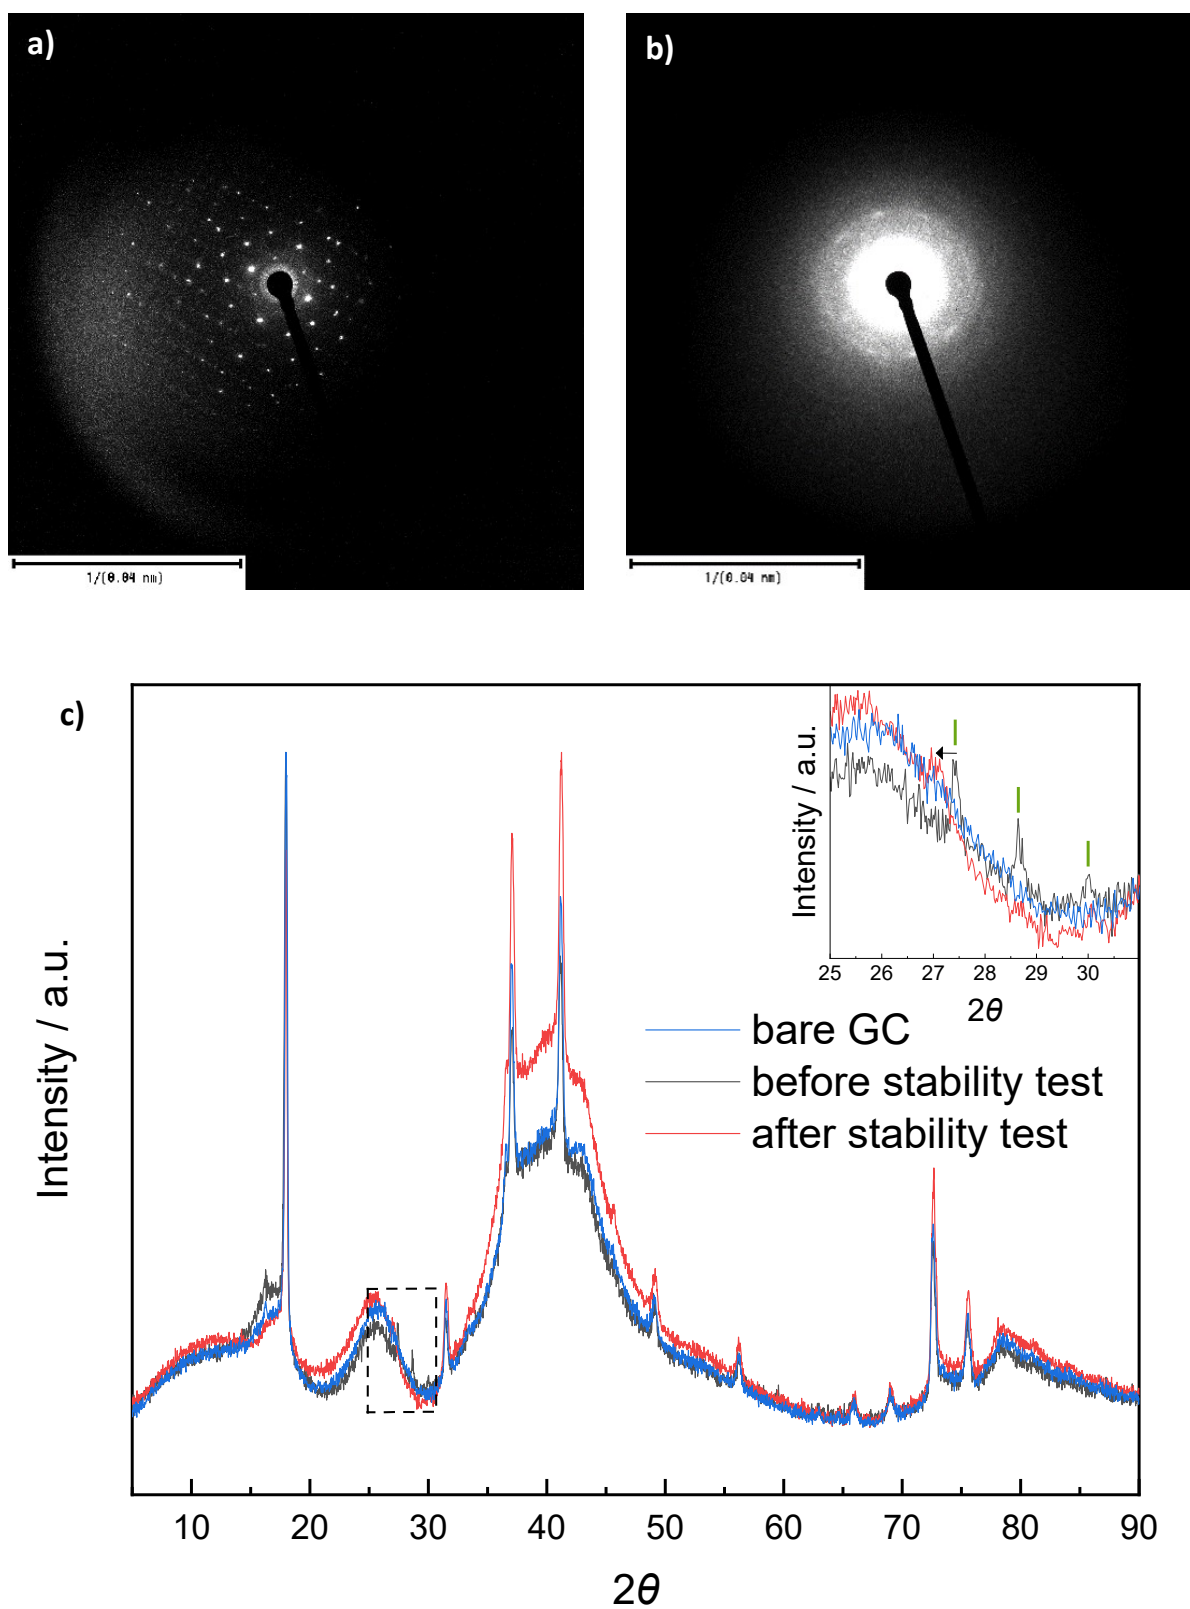 a)
b)
1/(0.04 nm)
1/(0.04 nm)
c)
Intensity / a.u.
25 26 27 28 29 30
2θ
Intensity / a.u.
bare GC
before stability test
after stability test
10 20 30 40 50 60 70 80 90
2θ